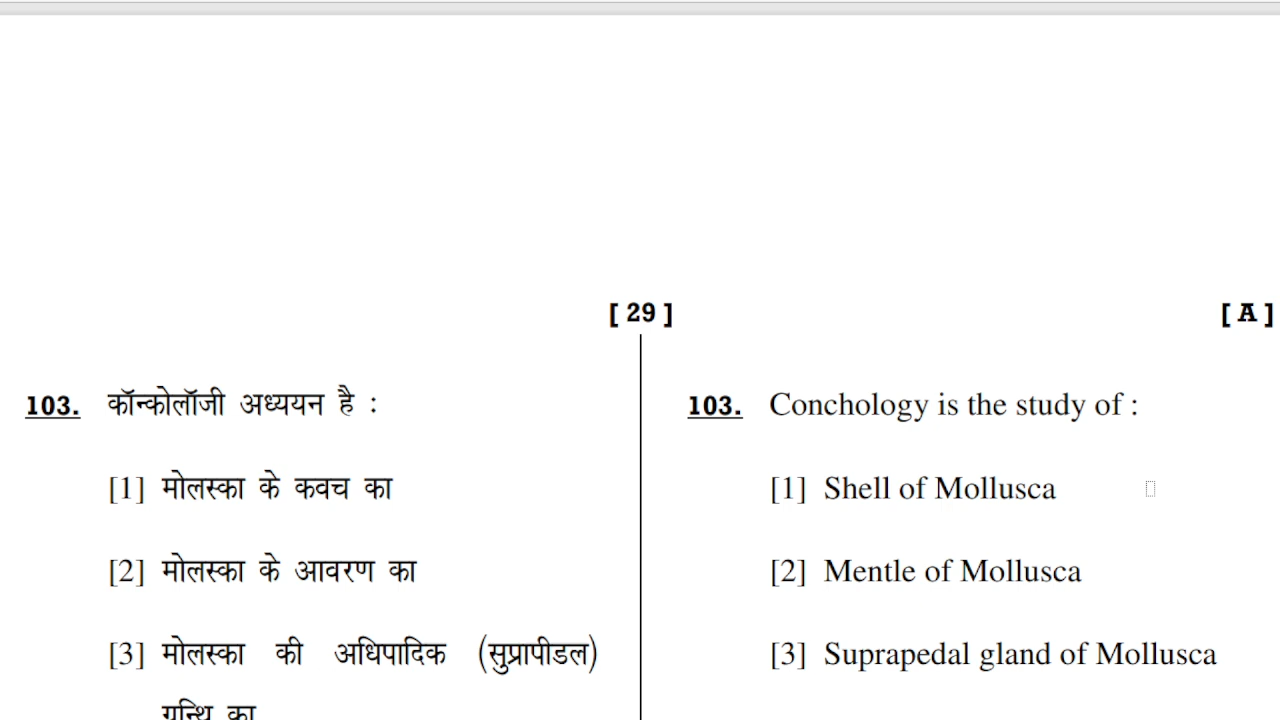 [ 29 ]
[ A ]
103. कॉन्कोलॉजी अध्ययन है :
[1] मोलस्का के कवच का
[2] मोलस्का के आवरण का
[3] मोलस्का की अधिपादिक (सुप्रापीडल)
ग्रन्थि का
103. Conchology is the study of :
[1] Shell of Mollusca
[2] Mentle of Mollusca
[3] Suprapedal gland of Mollusca